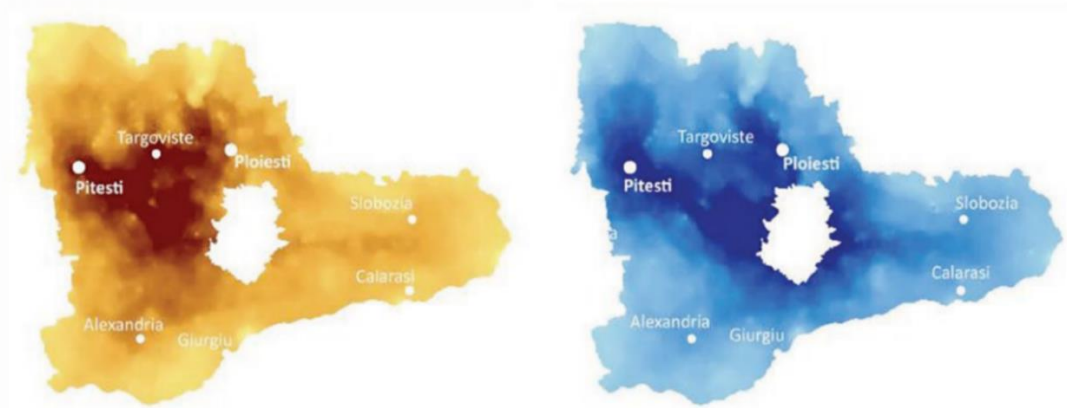 Targoviste
Ploiesti
Pitesti
Slobozia
Calarasi
Alexandria
Giurgiu
Targoviste
Ploiesti
Pitesti
Slobozia
a
Calarasi
Alexandria
Giurgiu